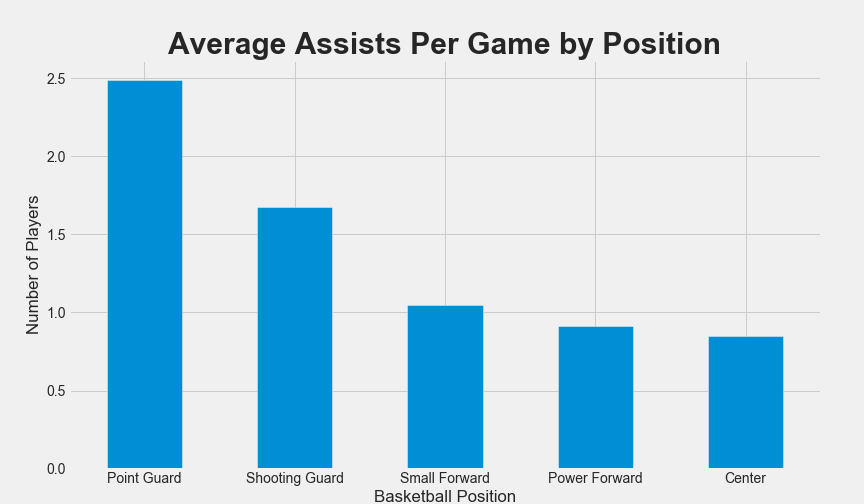 Average Assists Per Game by Position
Number of Players
2.5
2.0
1.5
1.0
0.5
0.0
Point Guard Shooting Guard Small Forward Power Forward Center
Basketball Position